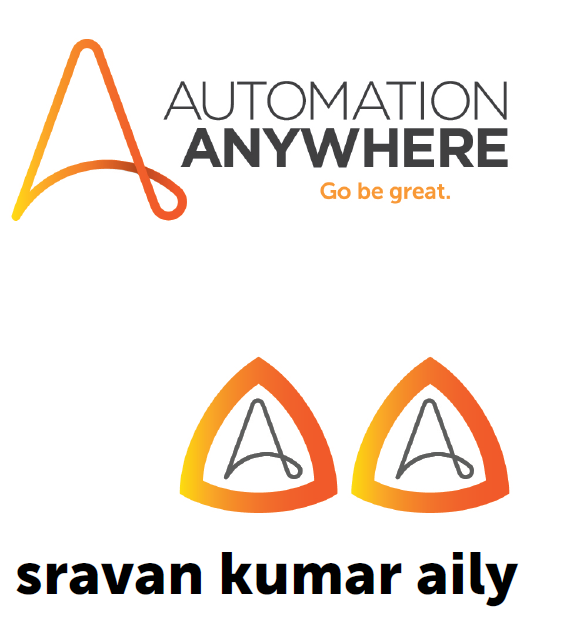 AUTOMATION
ANYWHERE
Go be great.
sravan kumar aily